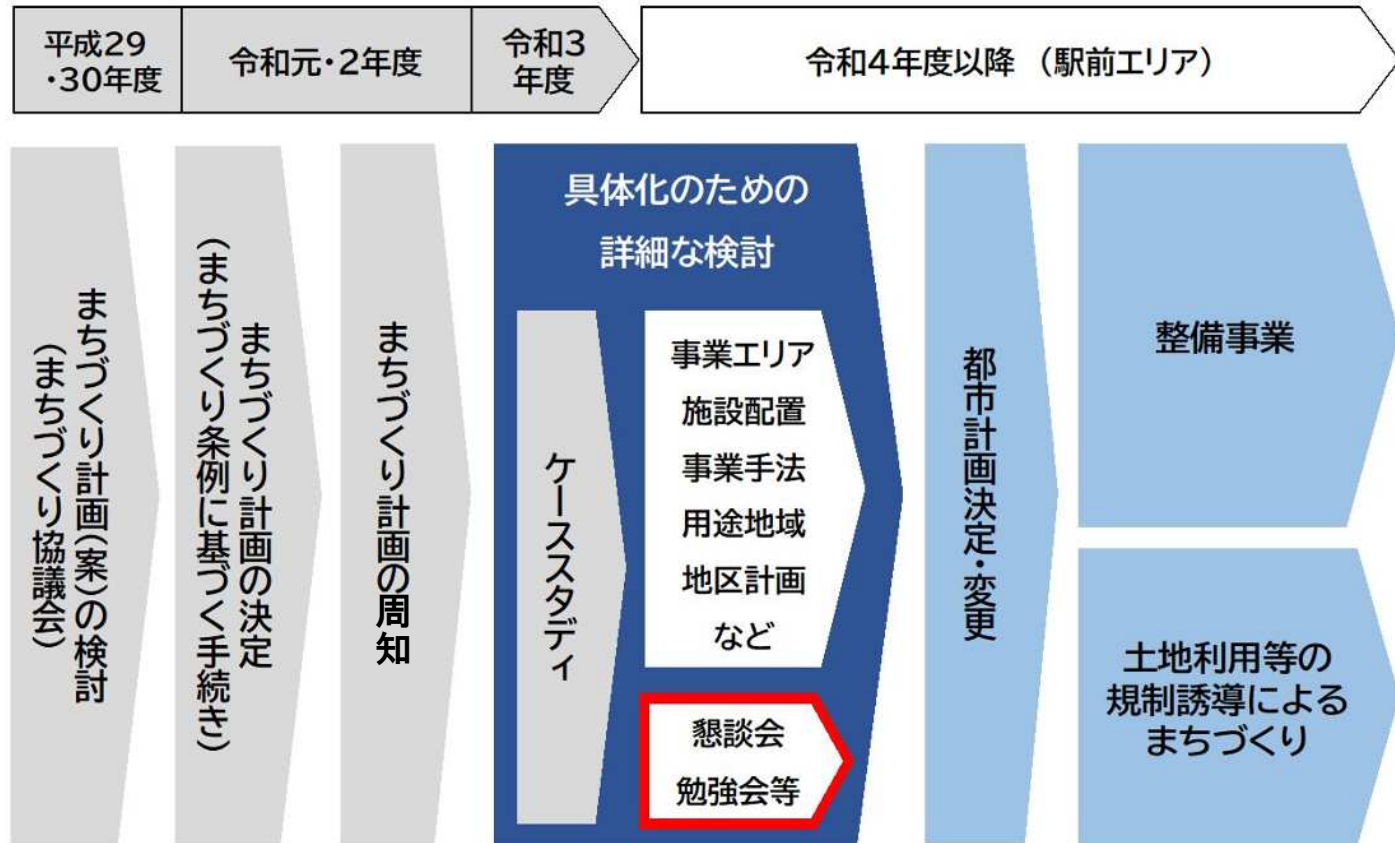 平成29
・30年度
令和元・2年度
令和3
年度
令和4年度以降 （駅前エリア）
まちづくり計画（案）の検討
（まちづくり協議会）
まちづくり計画の決定
（まちづくり条例に基づく手続き）
まちづくり計画の周知
具体化のための
詳細な検討
ケーススタディ
事業エリア
施設配置
事業手法
用途地域
地区計画
など
懇談会
勉強会等
都市計画決定・変更
整備事業
土地利用等の
規制誘導による
まちづくり